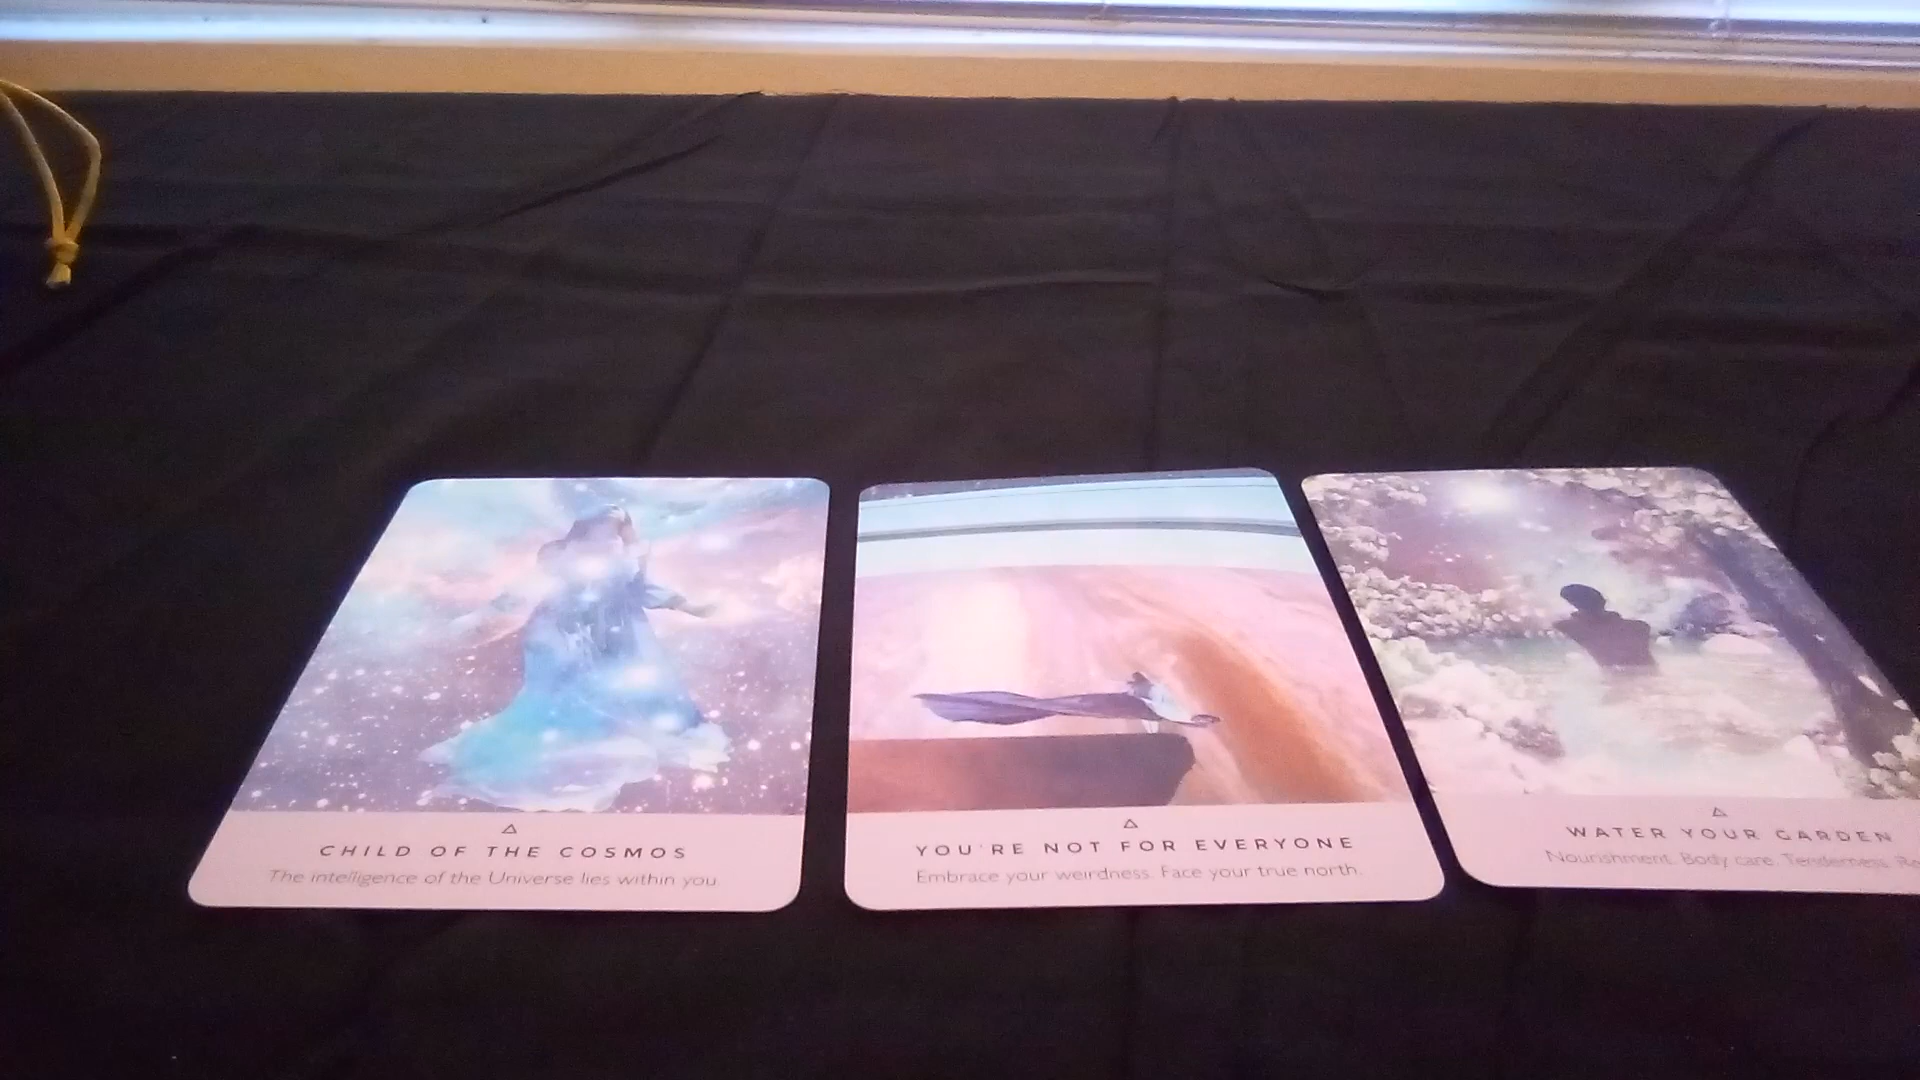 CHILD OF THE COSMOS
The intelligence of the Universe lies within you.
YOU'RE NOT FOR EVERYONE
Embrace your weirdness. Face your true north.
WATER YOUR GARDEN
Nourishment. Body care. Tenderness.